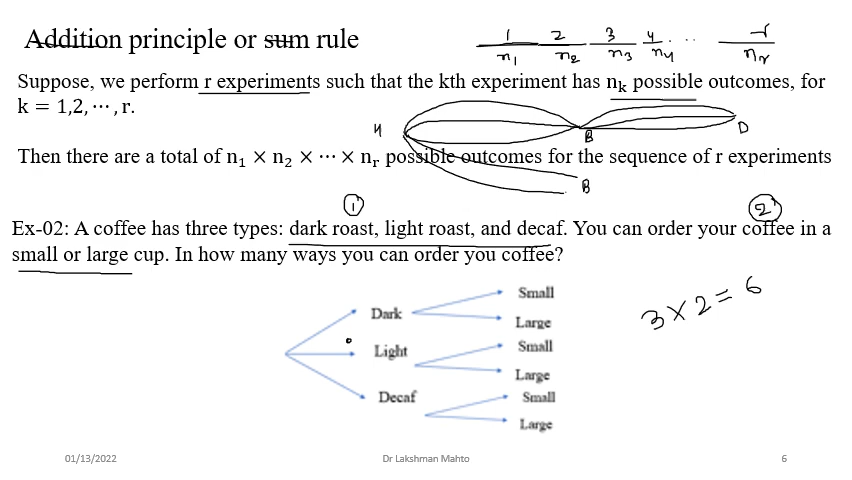 Addition principle or sum rule
1 2 3 4 .. r
n1 n2 n3 n4 nr
Suppose, we perform r experiments such that the kth experiment has nk possible outcomes, for
k = 1,2, ⋯ , r.
B D
Then there are a total of n1 × n2 × ⋯ × nr possible outcomes for the sequence of r experiments
B
1 2
Ex-02: A coffee has three types: dark roast, light roast, and decaf. You can order your coffee in a
small or large cup. In how many ways you can order you coffee?
Small
Dark
Large
3 × 2 = 6
Small
Light
Large
Decaf
Small
Large
01/13/2022 Dr Lakshman Mahto 6